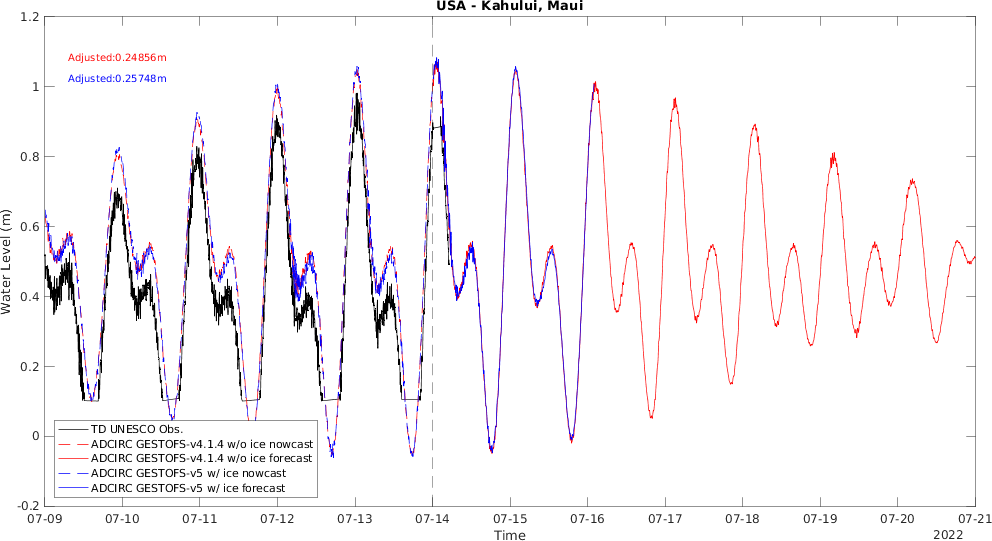 USA - Kahului, Maui
1.2
1
0.8
0.6
0.4
0.2
0
-0.2
Water Level (m)
Adjusted:0.24856m
Adjusted:0.25748m
TD UNESCO Obs.
ADCIRC GESTOFS-v4.1.4 w/o ice nowcast
ADCIRC GESTOFS-v4.1.4 w/o ice forecast
ADCIRC GESTOFS-v5 w/ ice nowcast
ADCIRC GESTOFS-v5 w/ ice forecast
07-09 07-10 07-11 07-12 07-13 07-14 07-15 07-16 07-17 07-18 07-19 07-20 07-21
Time
2022